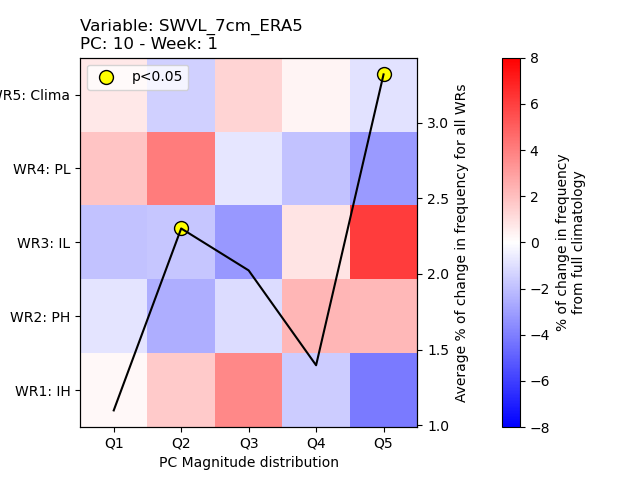 Variable: SWVL_7cm_ERA5
PC: 10 - Week: 1
p<0.05
WR5: Clima
WR4: PL
WR3: IL
WR2: PH
WR1: IH
Q1 Q2 Q3 Q4 Q5
PC Magnitude distribution
3.0
2.5
2.0
1.5
1.0
Average % of change in frequency for all WRs
8
6
4
2
0
−2
−4
−6
−8
% of change in frequency
from full climatology